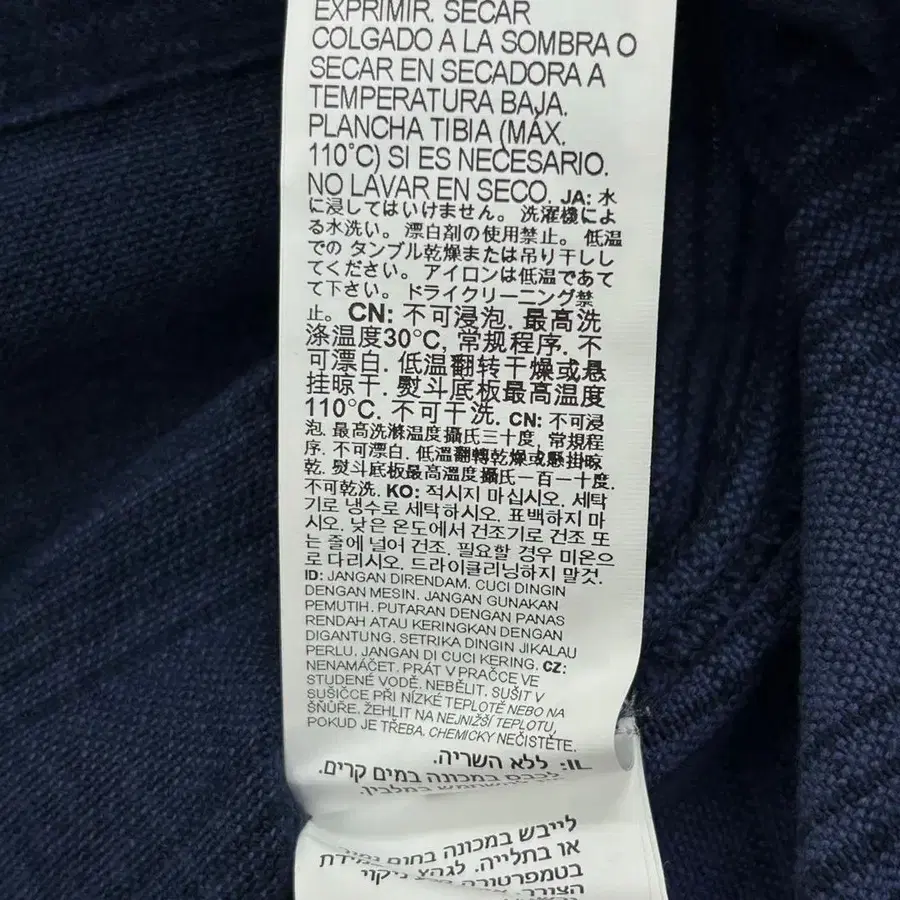 EXPRIMIR. SECAR
COLGADO A LA SOMBRA O
SECAR EN SECADORA A
TEMPERATURA BAJA.
PLANCHA TIBIA (MÁX.
110°C) SI ES NECESARIO.
NO LAVAR EN SECO. JA: 水
に浸してはいけません。洗濯機によ
る水洗い。漂白剤の使用禁止。低温
での タンブル乾燥または吊り干しし
てください。アイロンは低温であて
て下さい。ドライクリーニング禁
止。CN: 不可浸泡. 最高洗
涤温度30°C, 常规程序. 不
可漂白. 低温翻转干燥或悬
挂晾干. 熨斗底板最高温度
110°C. 不可干洗. CN: 不可浸
泡. 最高洗滌温度攝氏三十度, 常規程
序. 不可漂白. 低溫翻轉乾燥或懸掛晾
乾. 熨斗底板最高溫度攝氏一百一十度.
不可乾洗. KO: 적시지 마십시오. 세탁
기로 냉수로 세탁하시오. 표백하지 마
시오. 낮은 온도에서 건조기로 건조 또
는 줄에 널어 건조. 필요할 경우 미온으
로 다리시오. 드라이클리닝하지 말것.
ID: JANGAN DIRENDAM. CUCI DINGIN
DENGAN MESIN. JANGAN GUNAKAN
PEMUTIH. PUTARAN DENGAN PANAS
RENDAH ATAU KERINGKAN DENGAN
DIGANTUNG. SETRIKA DINGIN JIKALAU
PERLU. JANGAN DI CUCI KERING. CZ:
NENAMÁČET. PRÁT V PRAČCE VE
STUDENÉ VODĚ. NEBĚLIT. SUŠIT V
SUŠIČCE PŘI NÍZKÉ TEPLOTĚ NEBO NA
ŠŇŮŘE. ŽEHLIT NA NEJNIŽŠÍ TEPLOTU,
POKUD JE TŘEBA. CHEMICKY NEČISTĚTE.
IL: ללא השריה.
לכבס במכונה במים קרים.
לייבש במכונה בחום
או בתלייה. לגהץ